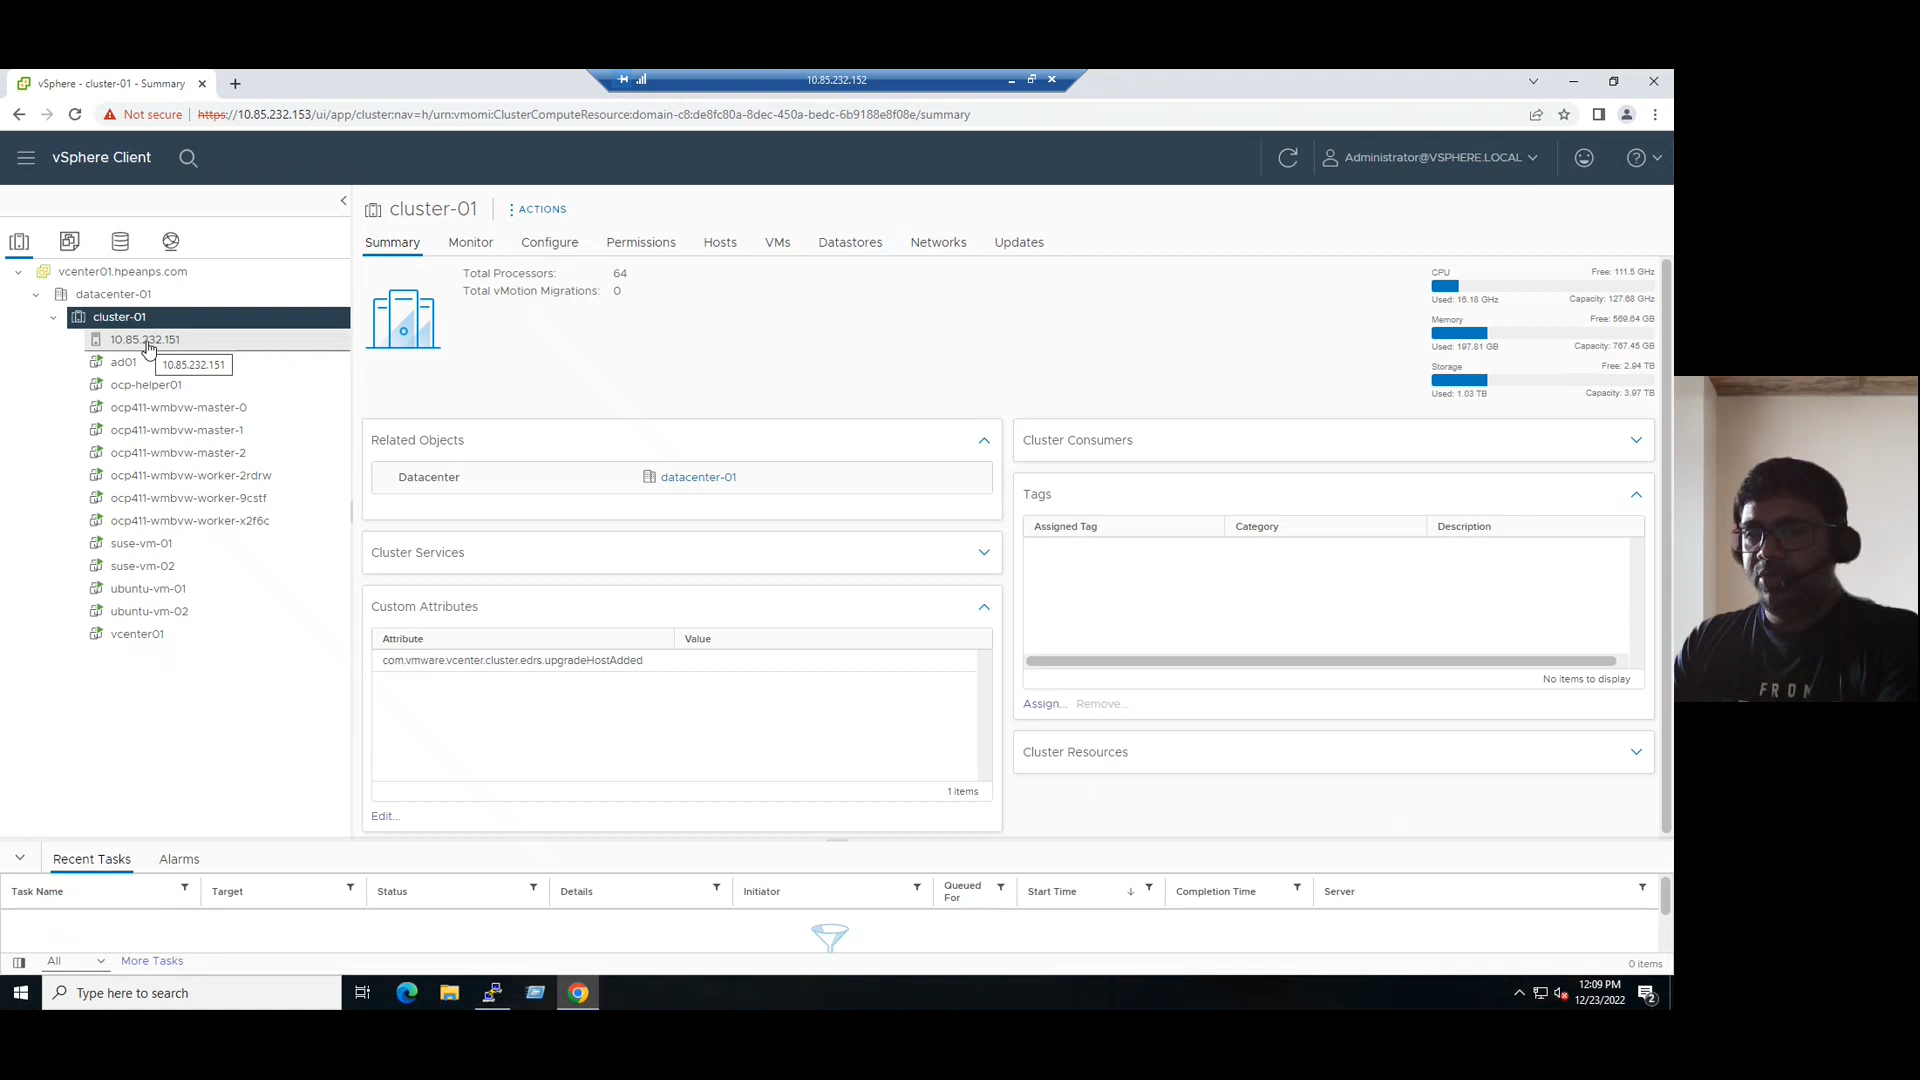 vSphere - cluster-01 - Summary
10.85.232.152
Not secure
https://10.85.232.153/ui/app/cluster;nav=h/urn:vmomi:ClusterComputeResource:domain-c8:de8fc80a-8dec-450a-bedc-6b9188e8f08e/summary
vSphere Client
Administrator@VSPHERE.LOCAL
cluster-01
ACTIONS
Summary Monitor Configure Permissions Hosts VMs Datastores Networks Updates
vcenter01.hpeanps.com
datacenter-01
cluster-01
10.85.232.151
10.85.232.151
ad01
ocp-helper01
ocp411-wmbvw-master-0
ocp411-wmbvw-master-1
ocp411-wmbvw-master-2
ocp411-wmbvw-worker-2rdrw
ocp411-wmbvw-worker-9cstf
ocp411-wmbvw-worker-x2f6c
suse-vm-01
suse-vm-02
ubuntu-vm-01
ubuntu-vm-02
vcenter01
Total Processors: 64
Total vMotion Migrations: 0
CPU Free: 111.5 GHz
Used: 16.18 GHz Capacity: 127.68 GHz
Memory Free: 569.64 GB
Used: 197.81 GB Capacity: 767.45 GB
Storage Free: 2.94 TB
Used: 1.03 TB Capacity: 3.97 TB
Related Objects
Datacenter datacenter-01
Cluster Services
Custom Attributes
Attribute Value
com.vmware.vcenter.cluster.edrs.upgradeHostAdded
1 items
Edit...
Cluster Consumers
Tags
Assigned Tag Category Description
No items to display
Assign... Remove...
Cluster Resources
FROM
Recent Tasks Alarms
Task Name Target Status Details Initiator Queued For Start Time Completion Time Server
All More Tasks
0 items
Type here to search
12:09 PM
12/23/2022
2